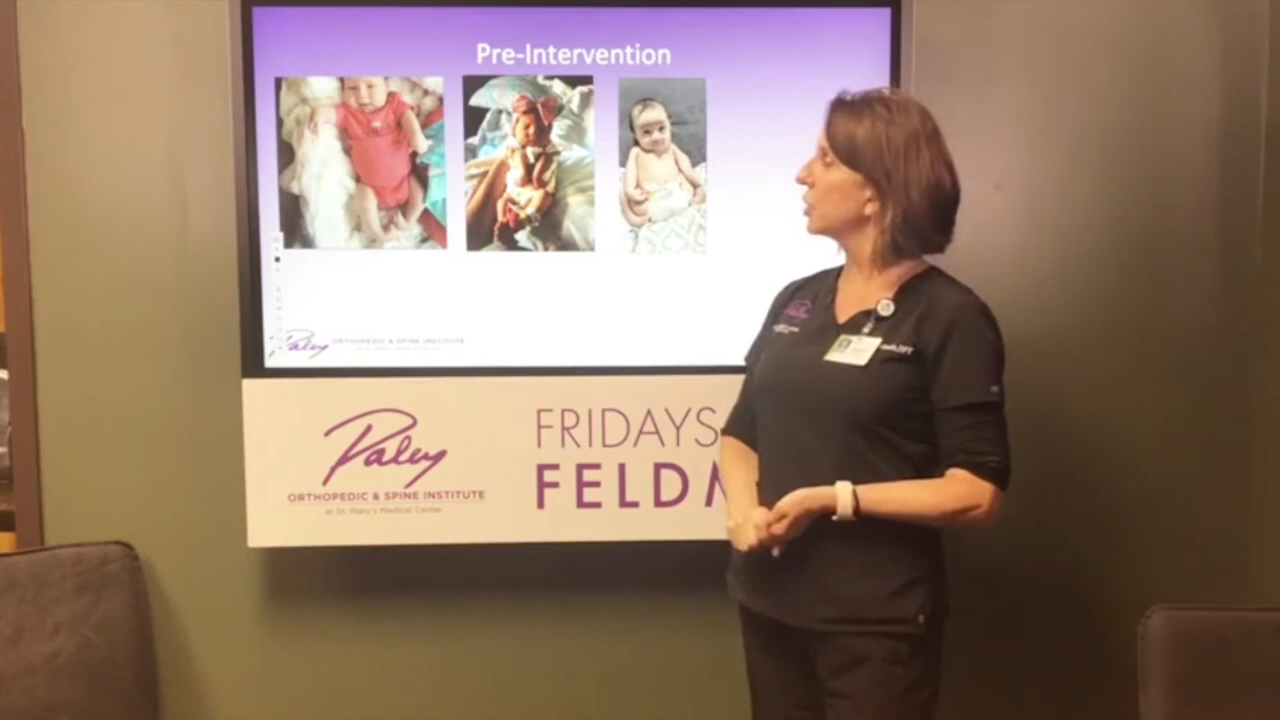 Pre-Intervention
Paley
ORTHOPEDIC & SPINE INSTITUTE
Paley
ORTHOPEDIC & SPINE INSTITUTE
at St. Mary's Medical Center
FRIDAYS
FELD